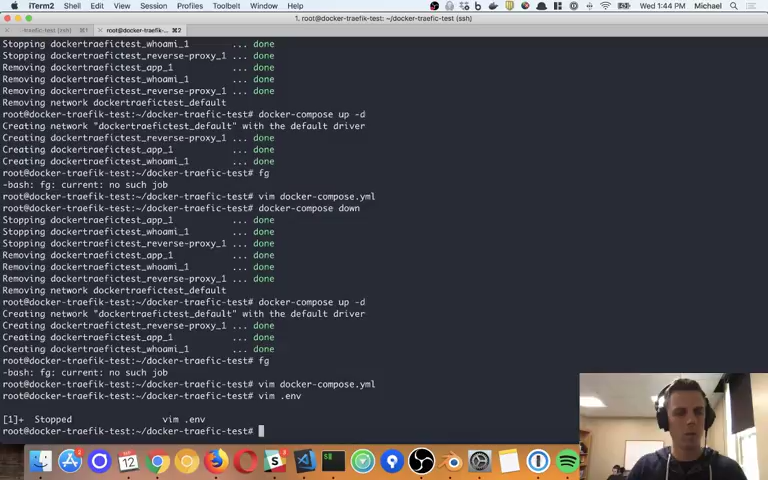 iTerm2 Shell Edit View Session Profiles Toolbelt Window Help Wed 1:44 PM Michael
1. root@docker-traefik-test: ~/docker-traefic-test (ssh)
-traefic-test (ssh) ⌘1 root@docker-traefik-test:~/... ⌘2
Stopping dockertraefictest_whoami_1 ... done
Stopping dockertraefictest_reverse-proxy_1 ... done
Removing dockertraefictest_app_1 ... done
Removing dockertraefictest_whoami_1 ... done
Removing dockertraefictest_reverse-proxy_1 ... done
Removing network dockertraefictest_default
root@docker-traefik-test:~/docker-traefic-test# docker-compose up -d
Creating network "dockertraefictest_default" with the default driver
Creating dockertraefictest_reverse-proxy_1 ... done
Creating dockertraefictest_app_1 ... done
Creating dockertraefictest_whoami_1 ... done
root@docker-traefik-test:~/docker-traefic-test# fg
-bash: fg: current: no such job
root@docker-traefik-test:~/docker-traefic-test# vim docker-compose.yml
root@docker-traefik-test:~/docker-traefic-test# docker-compose down
Stopping dockertraefictest_app_1 ... done
Stopping dockertraefictest_whoami_1 ... done
Stopping dockertraefictest_reverse-proxy_1 ... done
Removing dockertraefictest_app_1 ... done
Removing dockertraefictest_whoami_1 ... done
Removing dockertraefictest_reverse-proxy_1 ... done
Removing network dockertraefictest_default
root@docker-traefik-test:~/docker-traefic-test# docker-compose up -d
Creating network "dockertraefictest_default" with the default driver
Creating dockertraefictest_reverse-proxy_1 ... done
Creating dockertraefictest_app_1 ... done
Creating dockertraefictest_whoami_1 ... done
root@docker-traefik-test:~/docker-traefic-test# fg
-bash: fg: current: no such job
root@docker-traefik-test:~/docker-traefic-test# vim docker-compose.yml
root@docker-traefik-test:~/docker-traefic-test# vim .env
[1]+ Stopped vim .env
root@docker-traefik-test:~/docker-traefic-test#
12